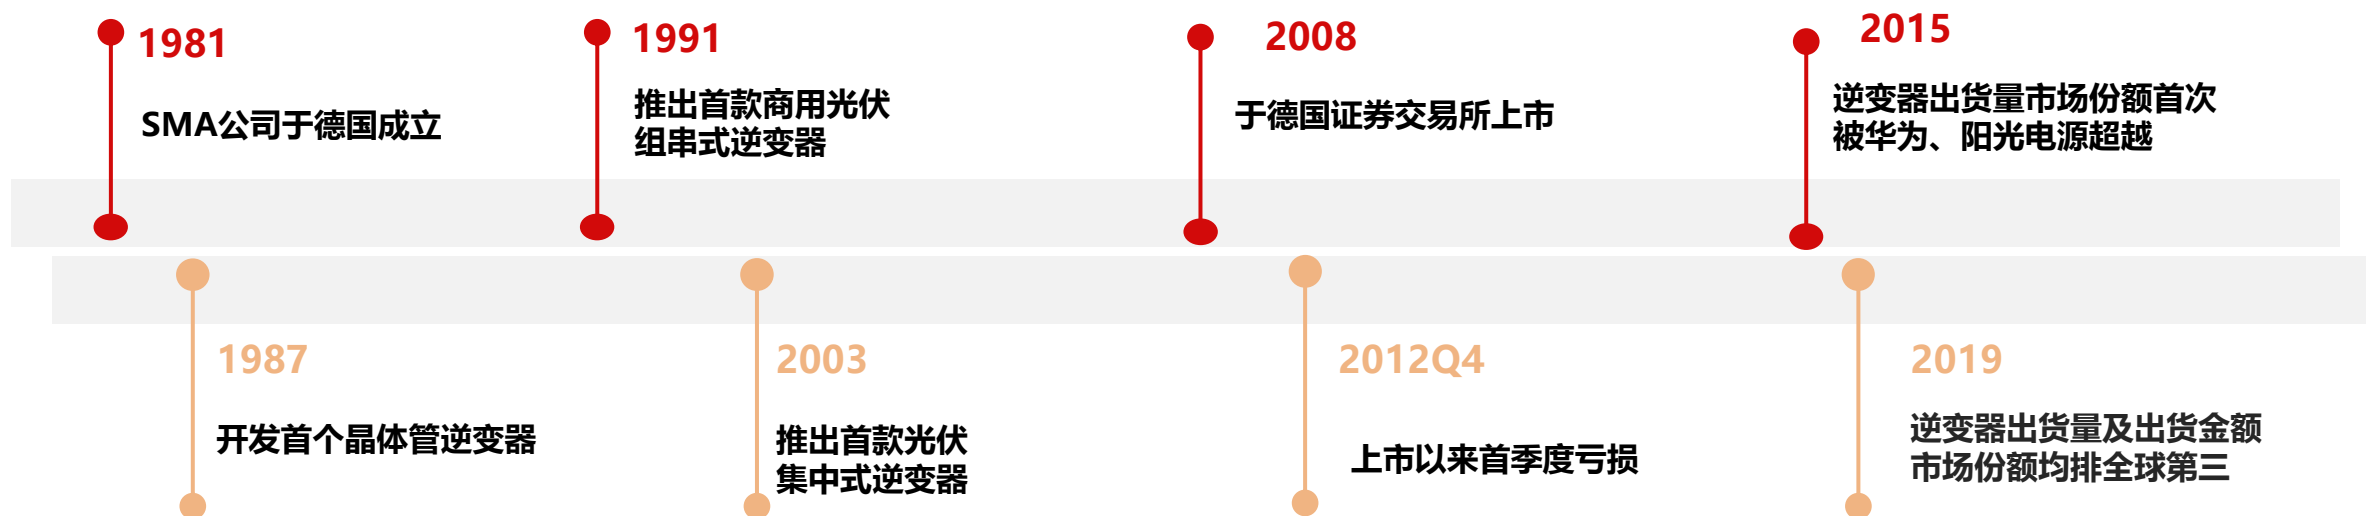 1981
SMA公司于德国成立
1991
推出首款商用光伏
组串式逆变器
2008
于德国证券交易所上市
2015
逆变器出货量市场份额首次
被华为、阳光电源超越
1987
开发首个晶体管逆变器
2003
推出首款光伏
集中式逆变器
2012Q4
上市以来首季度亏损
2019
逆变器出货量及出货金额
市场份额均排全球第三